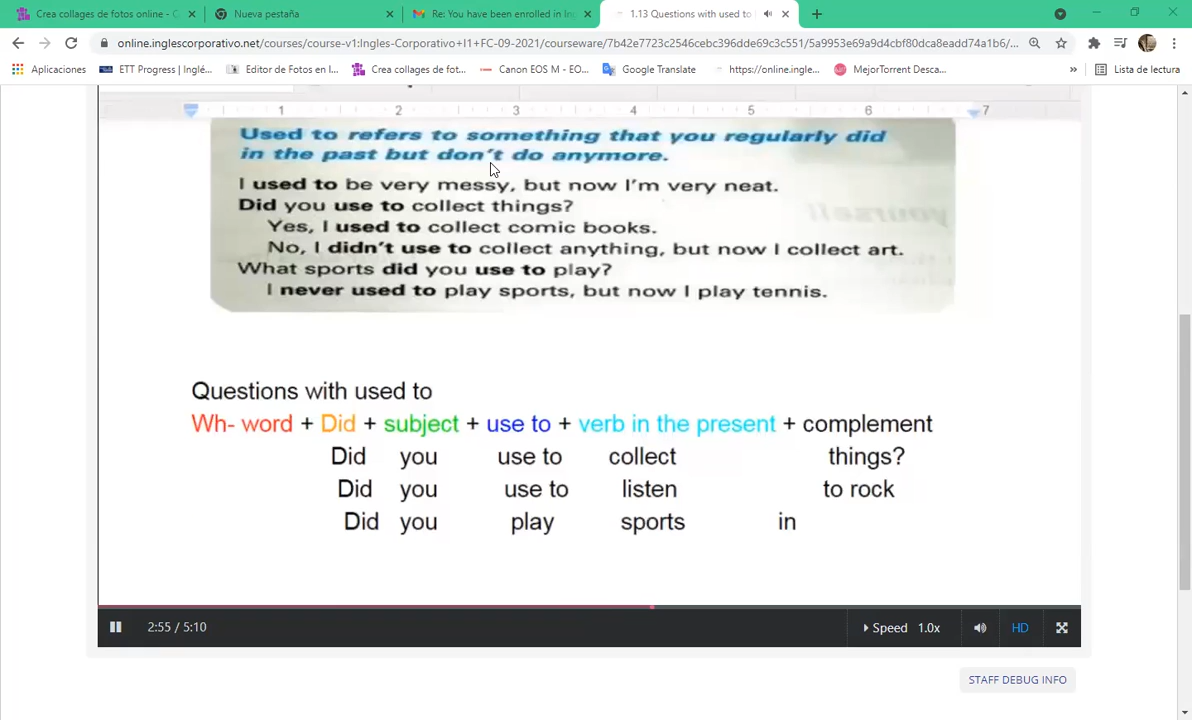 Crea collages de fotos online - C
Nueva pestaña
Re: You have been enrolled in Ing
1.13 Questions with used to
online.inglescorporativo.net/courses/course-v1:Ingles-Corporativo+I1+FC-09-2021/courseware/7b42e7723c2546cebc396dde69c3c551/5a9953e69a9d4cbf80dca8eadd74a1b6/...
Aplicaciones
ETT Progress | Inglé...
Editor de Fotos en l...
Crea collages de fot...
Canon EOS M - EO...
Google Translate
https://online.ingle...
MejorTorrent Desca...
Lista de lectura
1 2 3 4 5 6 7
Used to refers to something that you regularly did
in the past but don't do anymore.
I used to be very messy, but now I'm very neat.
Did you use to collect things?
Yes, I used to collect comic books.
No, I didn't use to collect anything, but now I collect art.
What sports did you use to play?
I never used to play sports, but now I play tennis.
Questions with used to
Wh- word + Did + subject + use to + verb in the present + complement
Did you use to collect things?
Did you use to listen to rock
Did you play sports in
2:55 / 5:10
Speed 1.0x
HD
STAFF DEBUG INFO